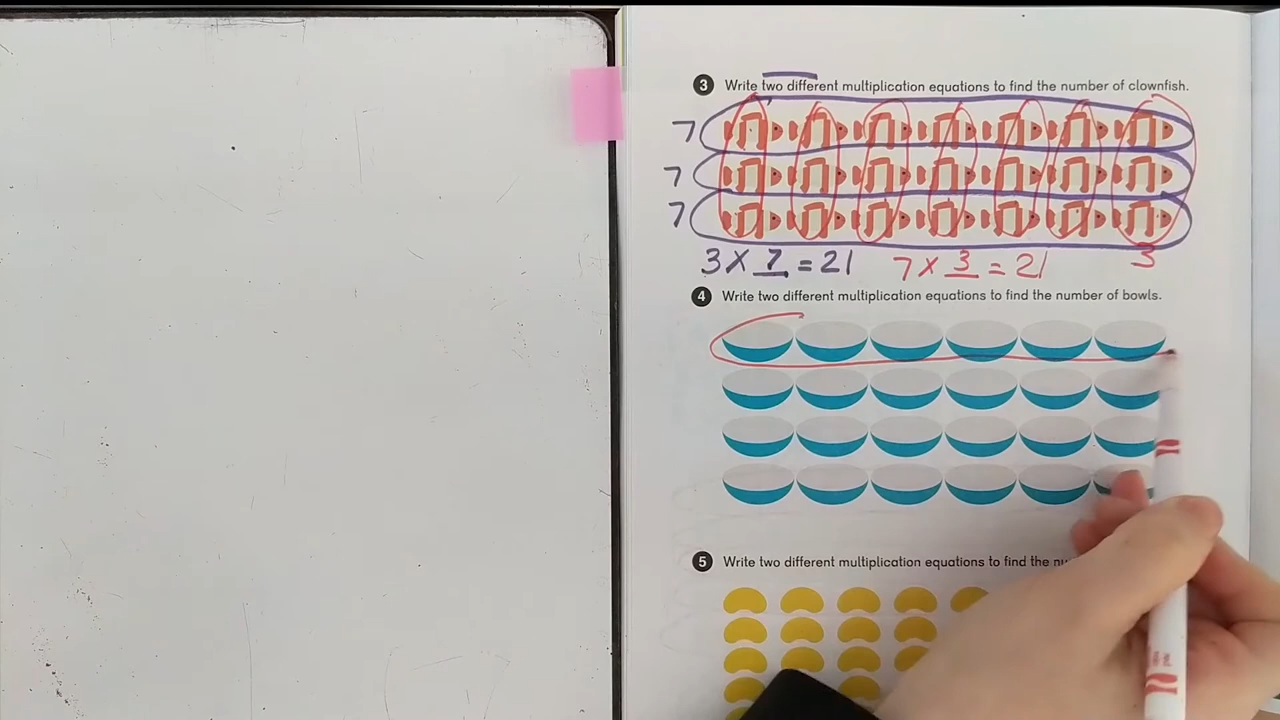 3 Write two different multiplication equations to find the number of clownfish.
7
7
7
3 × 7 = 21 7 × 3 = 21 3
4 Write two different multiplication equations to find the number of bowls.
5 Write two different multiplication equations to find the